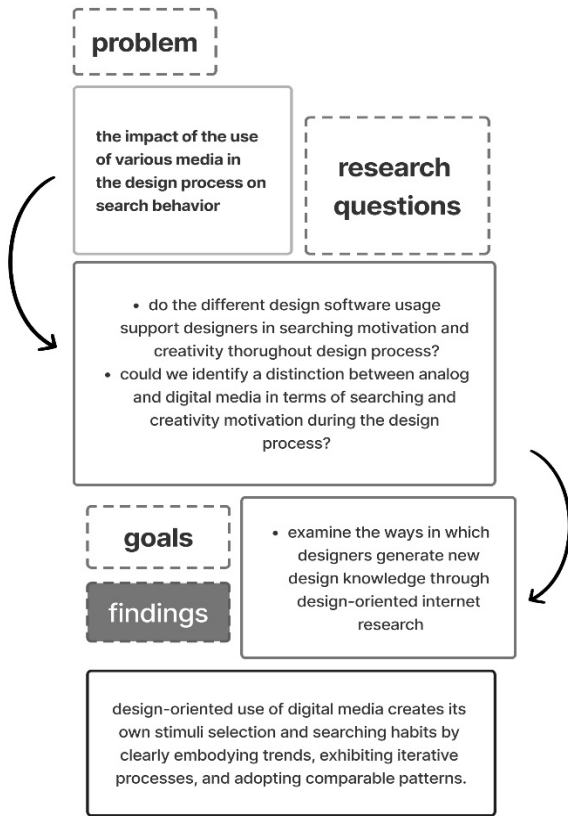 problem
the impact of the use
of various media in
the design process on
search behavior
research
questions
• do the different design software usage
support designers in searching motivation and
creativity thorughout design process?
• could we identify a distinction between analog
and digital media in terms of searching and
creativity motivation during the design
process?
goals
• examine the ways in which
designers generate new
design knowledge through
design-oriented internet
research
findings
design-oriented use of digital media creates its
own stimuli selection and searching habits by
clearly embodying trends, exhibiting iterative
processes, and adopting comparable patterns.